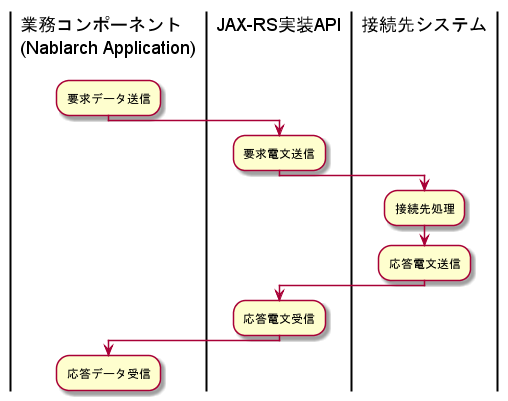 業務コンポーネント
(Nablarch Application)
JAX-RS実装API
接続先システム
要求データ送信
要求電文送信
接続先処理
応答電文送信
応答電文受信
応答データ受信